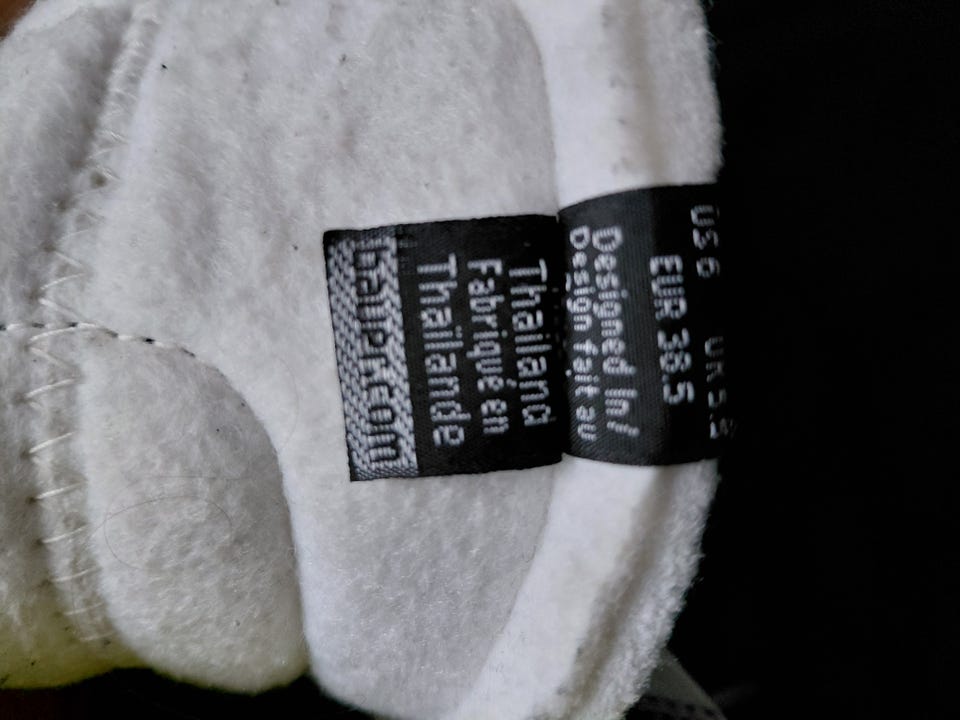 US 6 UK 5.5
EUR 38.5
Designed in/
Design fait au
Thailand
Fabriqué en
Thaïlande
bauer.com